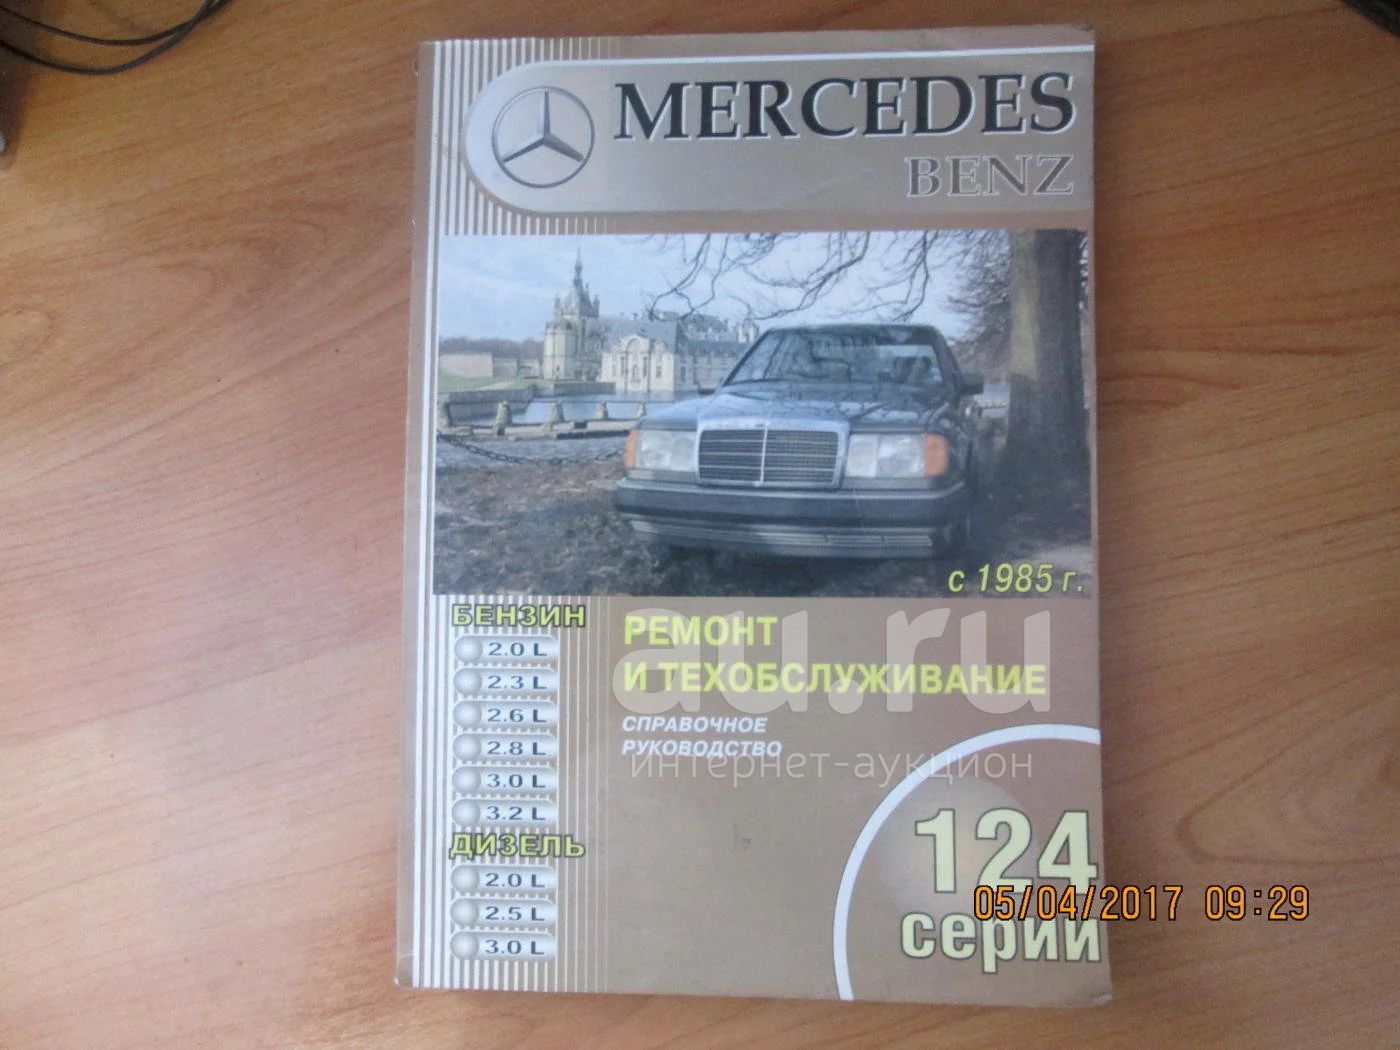 MERCEDES
BENZ
с 1985 г.
БЕНЗИН
2.0 L
2.3 L
2.6 L
2.8 L
3.0 L
3.2 L
ДИЗЕЛЬ
2.0 L
2.5 L
3.0 L
РЕМОНТ
И ТЕХОБСЛУЖИВАНИЕ
СПРАВОЧНОЕ
РУКОВОДСТВО
au.ru
интернет-аукцион
124
серии
05/04/2017 09:29